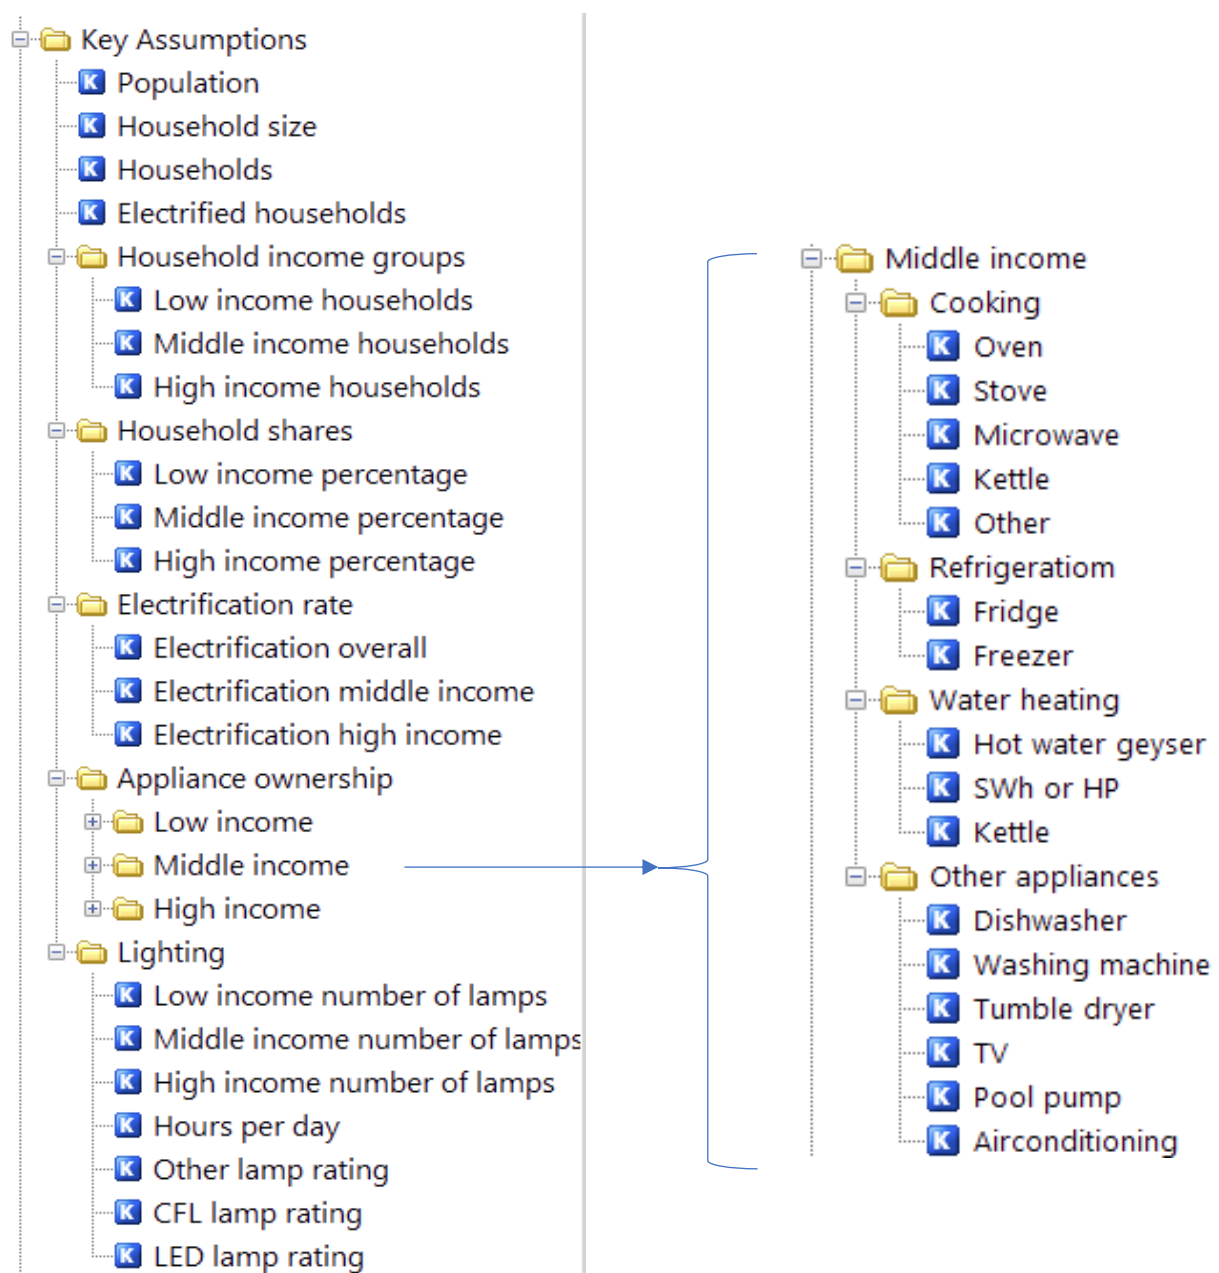 Key Assumptions
K Population
K Household size
K Households
K Electrified households
Household income groups
K Low income households
K Middle income households
K High income households
Household shares
K Low income percentage
K Middle income percentage
K High income percentage
Electrification rate
K Electrification overall
K Electrification middle income
K Electrification high income
Appliance ownership
Low income
Middle income
High income
Lighting
K Low income number of lamps
K Middle income number of lamps
K High income number of lamps
K Hours per day
K Other lamp rating
K CFL lamp rating
K LED lamp rating
Middle income
Cooking
K Oven
K Stove
K Microwave
K Kettle
K Other
Refrigeratiom
K Fridge
K Freezer
Water heating
K Hot water geyser
K SWh or HP
K Kettle
Other appliances
K Dishwasher
K Washing machine
K Tumble dryer
K TV
K Pool pump
K Airconditioning